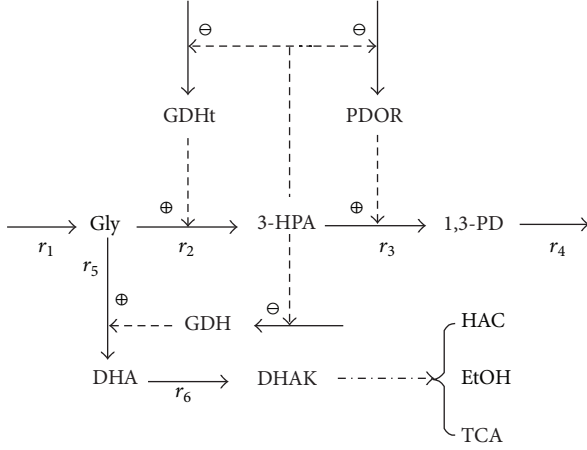 ⊖ ⊖
GDHt PDOR
⊕ ⊕
Gly 3-HPA 1,3-PD
r1 r2 r3 r4
r5
⊕ ⊖
GDH
HAC
DHA DHAK EtOH
r6
TCA